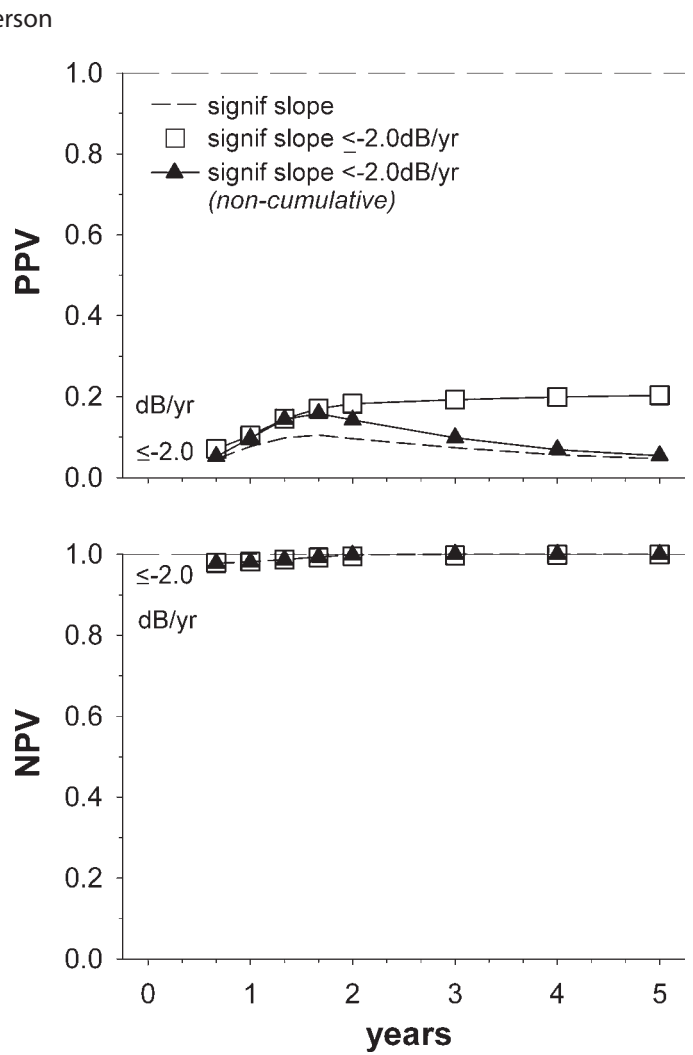 erson
1.0
signif slope
0.8
signif slope ≤-2.0dB/yr
signif slope ≤-2.0dB/yr
(non-cumulative)
0.6
PPV
0.4
0.2
dB/yr
≤-2.0
0.0
1.0
≤-2.0
dB/yr
0.8
0.6
NPV
0.4
0.2
0.0
0 1 2 3 4 5
years